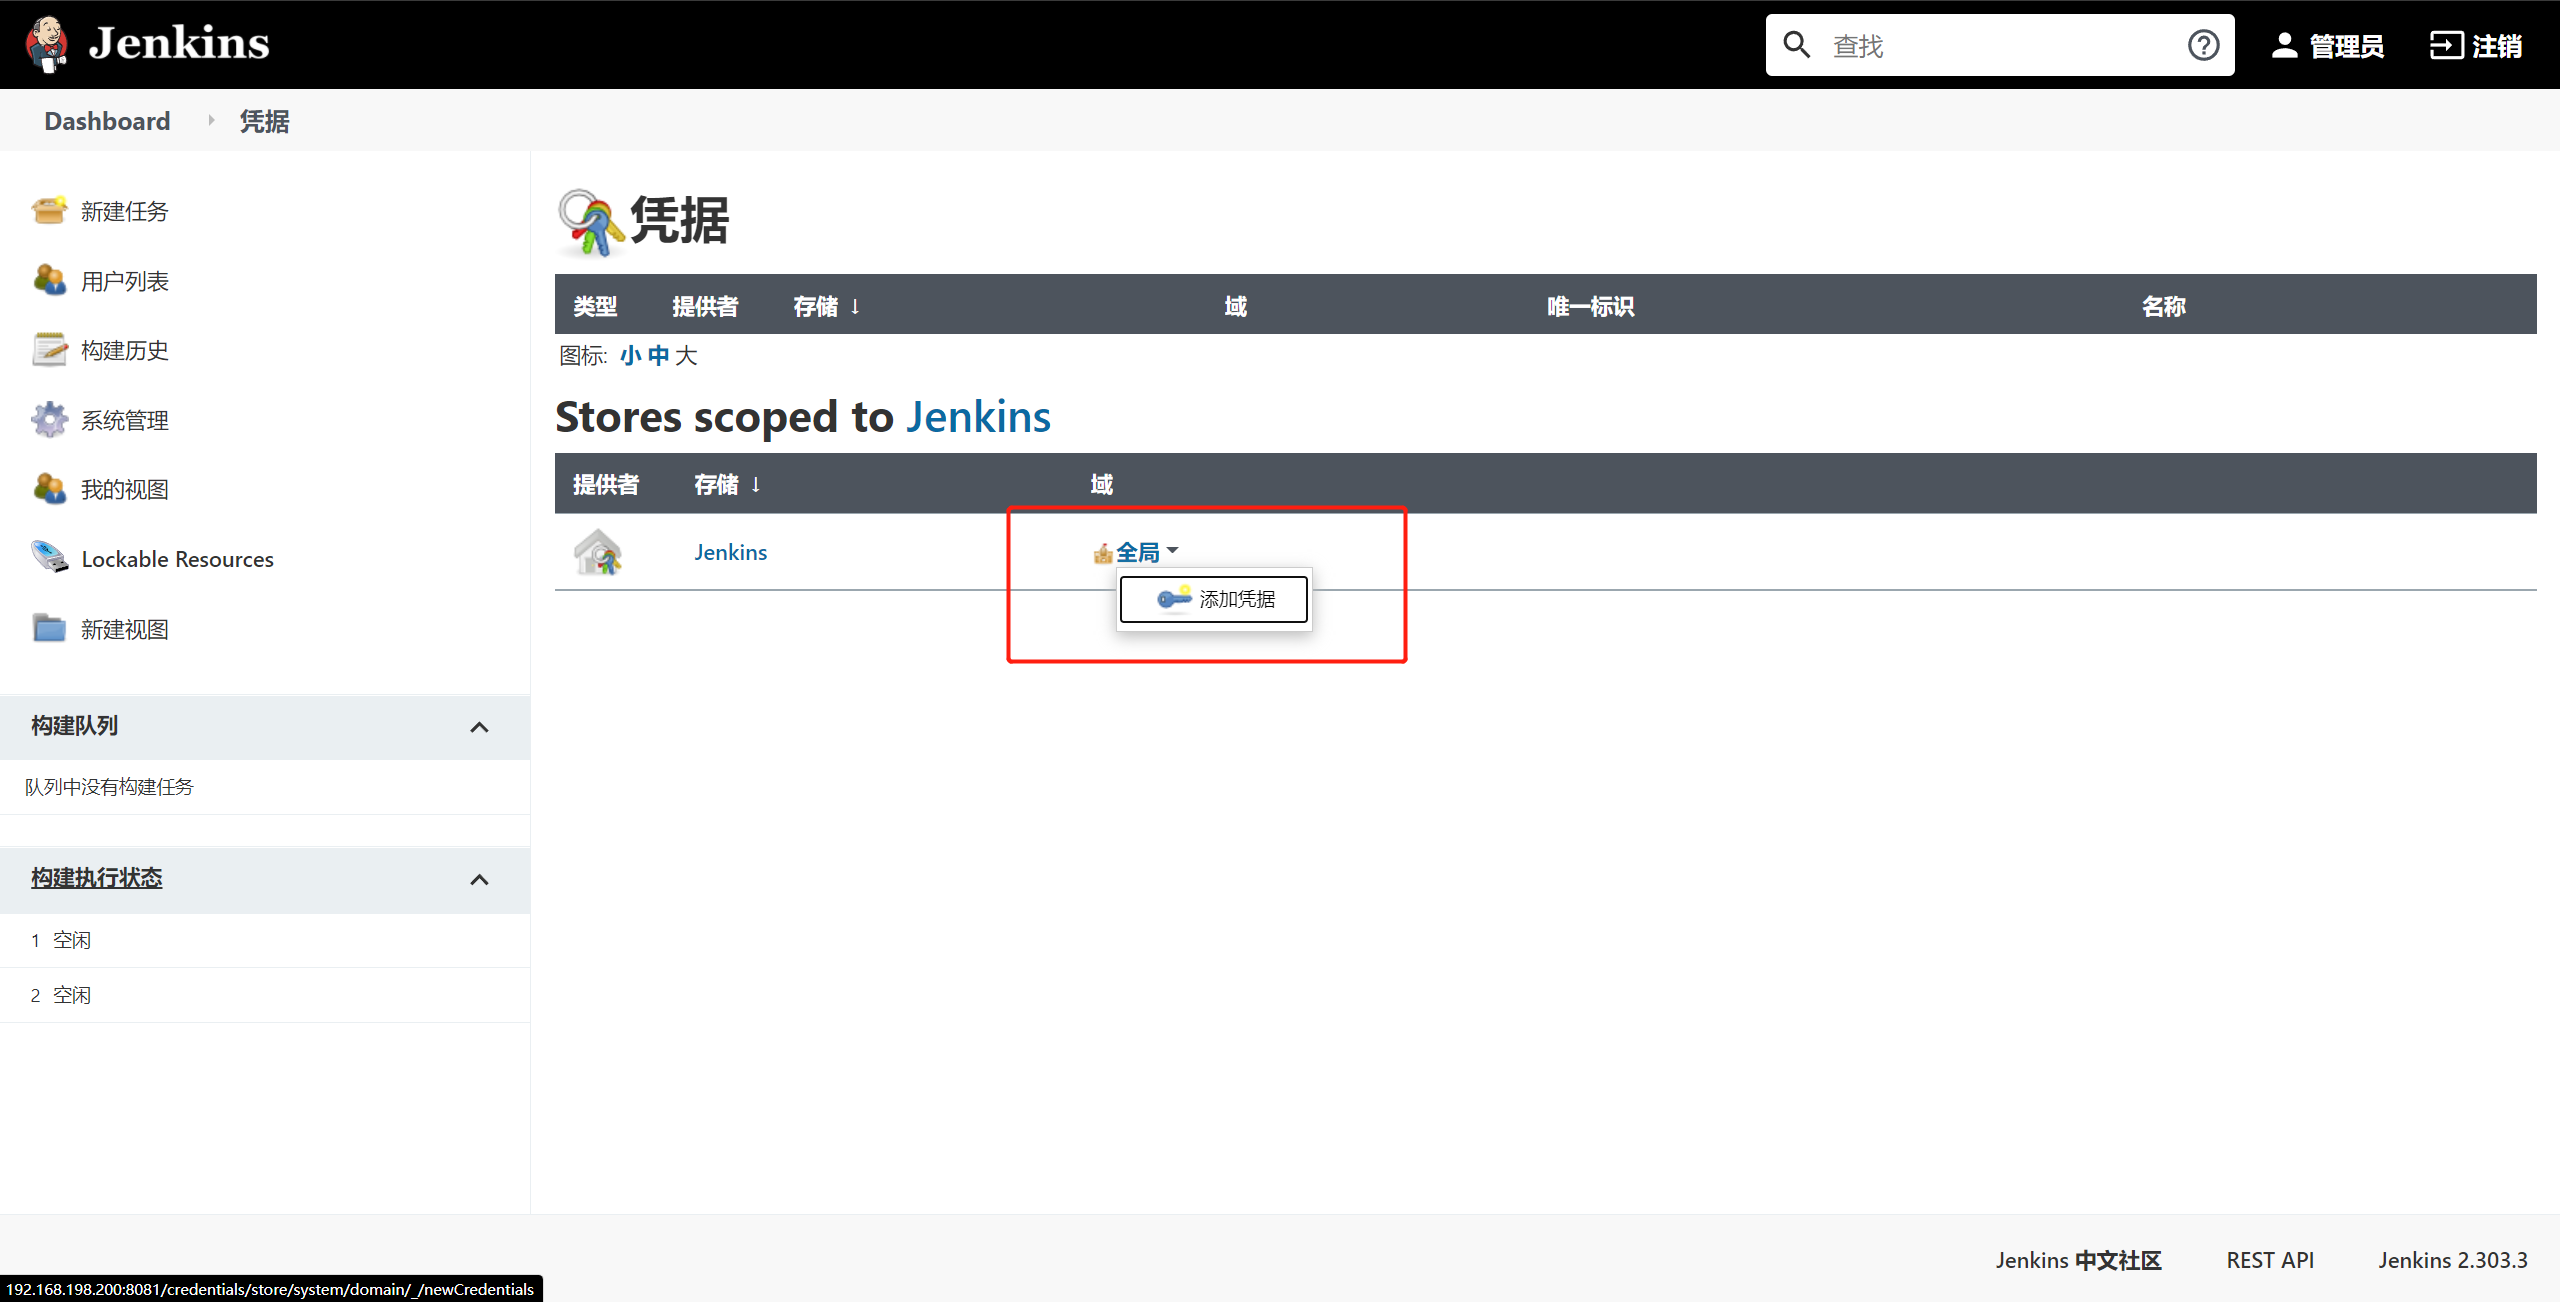 Jenkins
查找
管理员
注销
Dashboard
凭据
新建任务
用户列表
构建历史
系统管理
我的视图
Lockable Resources
新建视图
构建队列
队列中没有构建任务
构建执行状态
1 空闲
2 空闲
凭据
类型 提供者 存储 ↓ 域 唯一标识 名称
图标: 小 中 大
Stores scoped to Jenkins
提供者 存储 ↓ 域
Jenkins 全局
添加凭据
Jenkins 中文社区 REST API Jenkins 2.303.3
192.168.198.200:8081/credentials/store/system/domain/_/newCredentials